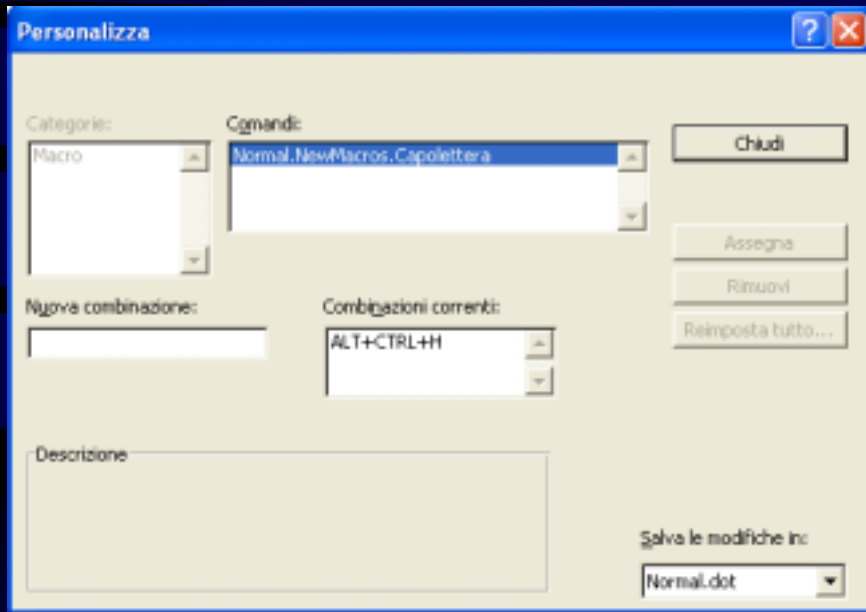 Personalizza
Categorie:
Comandi:
Macro
Normal.NewMacros.Capolettera
Chiudi
Assegna
Rimuovi
Reimposta tutto...
Nuova combinazione:
Combinazioni correnti:
ALT+CTRL+H
Descrizione
Salva le modifiche in:
Normal.dot